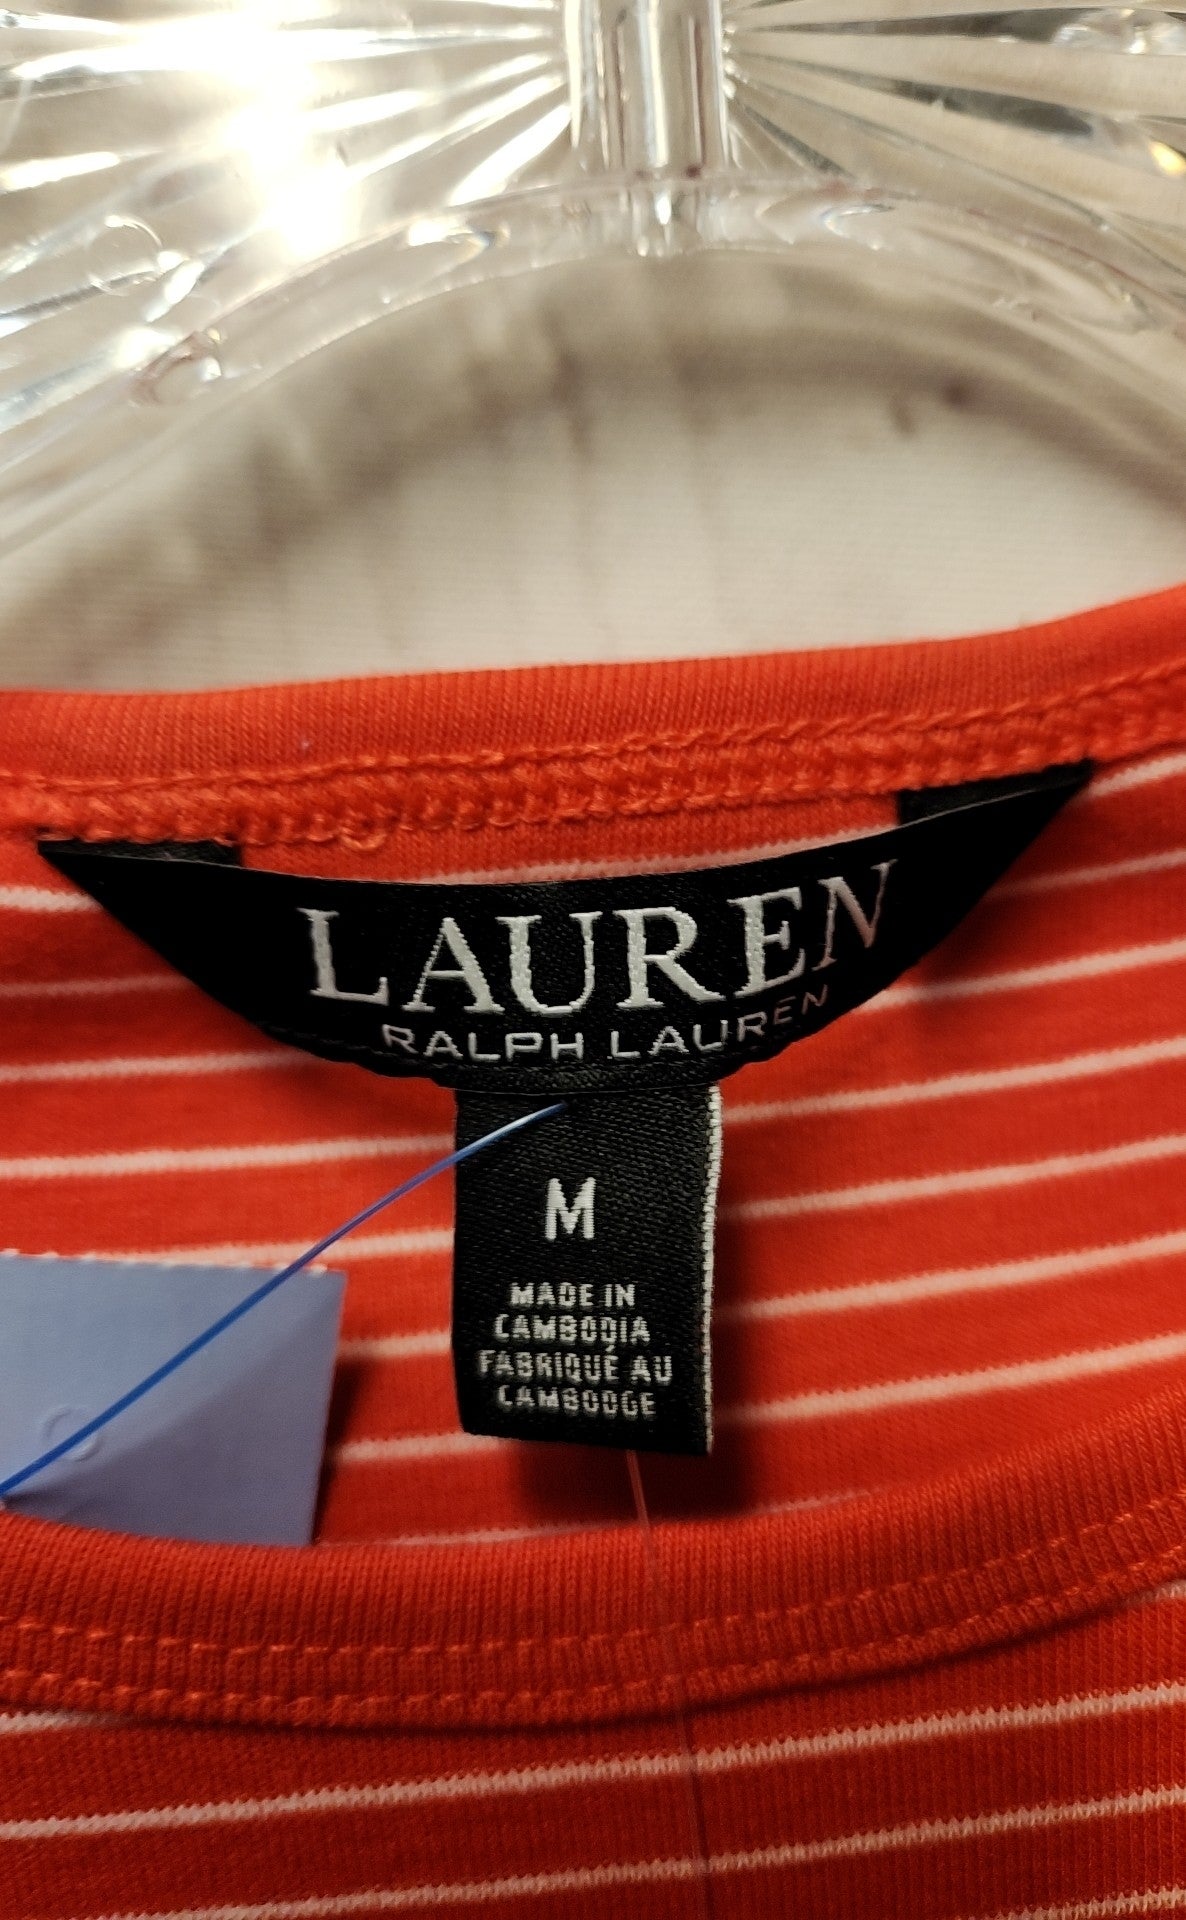 LAUREN
RALPH LAUREN
M
MADE IN
CAMBODIA
FABRIQUÉ AU
CAMBODGE